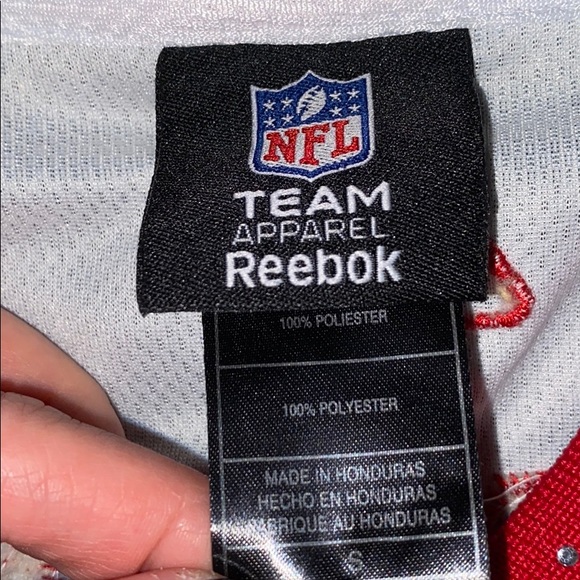 NFL
TEAM
APPAREL
Reebok
100% POLIESTER
100% POLYESTER
MADE IN HONDURAS
HECHO EN HONDURAS
FABRIQUE AU HONDURAS
S